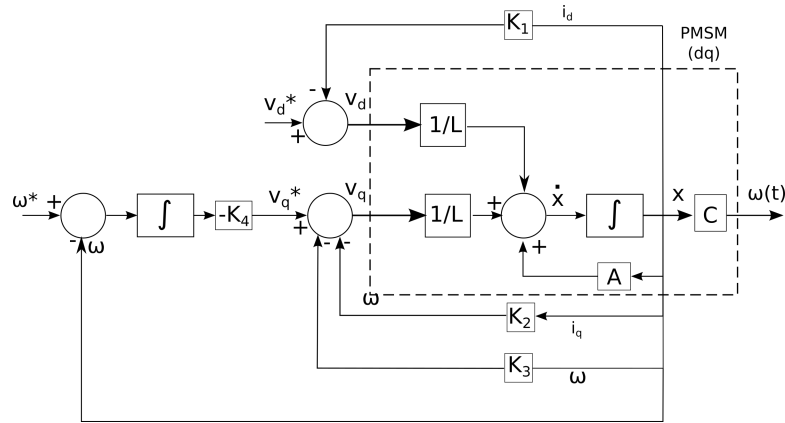 K₁
i_d
PMSM
(dq)
-
v_d*
+
v_d
1/L
ω*
+
-
ω
∫
-K₄
v_q*
+
-
-
v_q
1/L
+
+
ẋ
∫
x
C
ω(t)
A
ω
K₂
i_q
K₃
ω